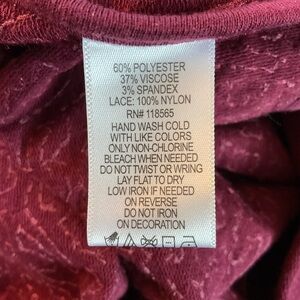 60% POLYESTER
37% VISCOSE
3% SPANDEX
LACE: 100% NYLON
RN# 118565
HAND WASH COLD
WITH LIKE COLORS
ONLY NON-CHLORINE
BLEACH WHEN NEEDED
DO NOT TWIST OR WRING
LAY FLAT TO DRY
LOW IRON IF NEEDED
ON REVERSE
DO NOT IRON
ON DECORATION